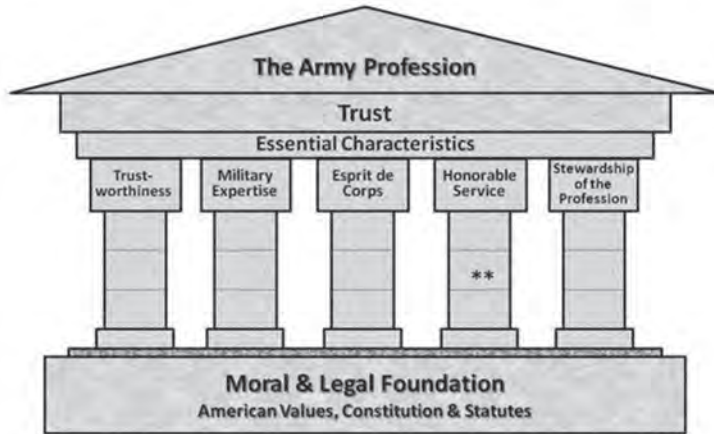 The Army Profession
Trust
Essential Characteristics
Trust-
worthiness
Military
Expertise
Esprit de
Corps
Honorable
Service
Stewardship
of the
Profession
**
Moral & Legal Foundation
American Values, Constitution & Statutes